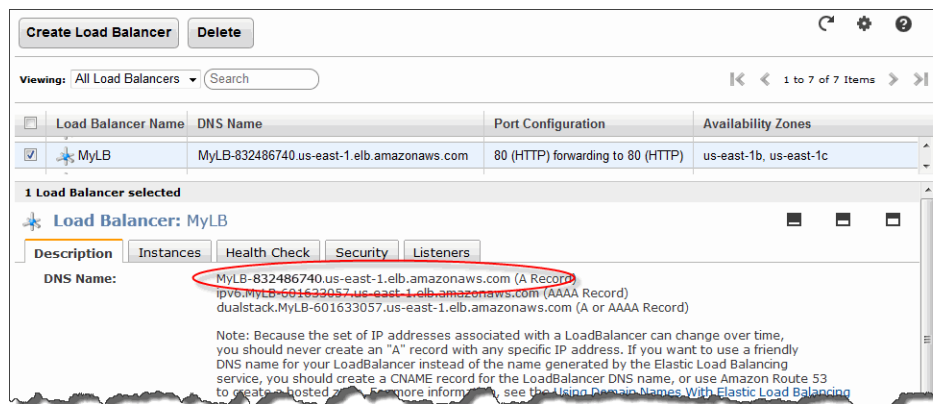 Create Load Balancer Delete
Viewing: All Load Balancers Search 1 to 7 of 7 Items
Load Balancer Name DNS Name Port Configuration Availability Zones
MyLB MyLB-832486740.us-east-1.elb.amazonaws.com 80 (HTTP) forwarding to 80 (HTTP) us-east-1b, us-east-1c
1 Load Balancer selected
Load Balancer: MyLB
Description Instances Health Check Security Listeners
DNS Name: MyLB-832486740.us-east-1.elb.amazonaws.com (A Record)
ipv6.MyLB-601633057.us-east-1.elb.amazonaws.com (AAAA Record)
dualstack.MyLB-601633057.us-east-1.elb.amazonaws.com (A or AAAA Record)
Note: Because the set of IP addresses associated with a LoadBalancer can change over time,
you should never create an "A" record with any specific IP address. If you want to use a friendly
DNS name for your LoadBalancer instead of the name generated by the Elastic Load Balancing
service, you should create a CNAME record for the LoadBalancer DNS name, or use Amazon Route 53
to create a hosted For more information, see the Using Domain Names With Elastic Load Balancing